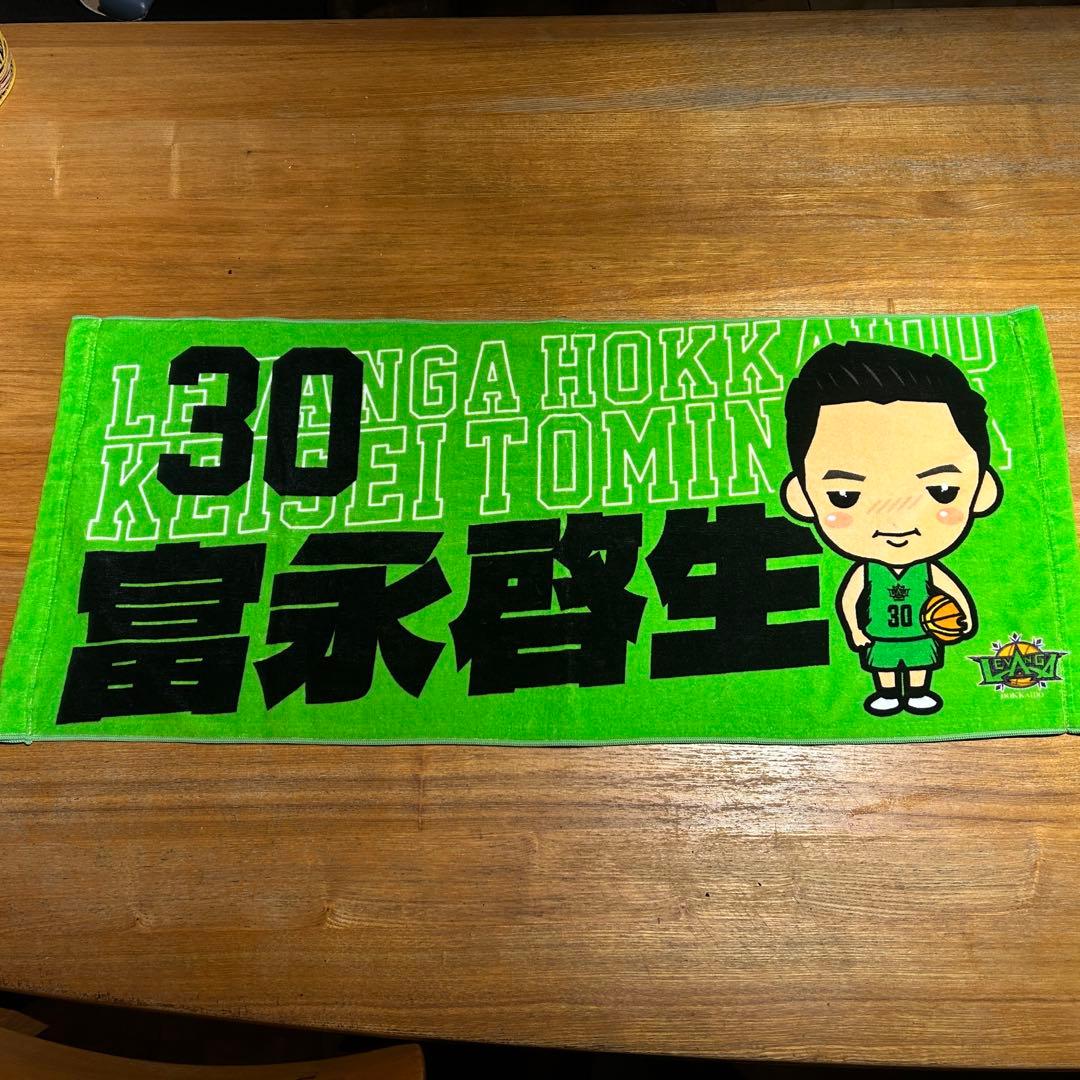 LEVANGA HOKKAIDO
30
KEISEI TOMINAGA
富永啓生
30
LEVANGA
HOKKAIDO